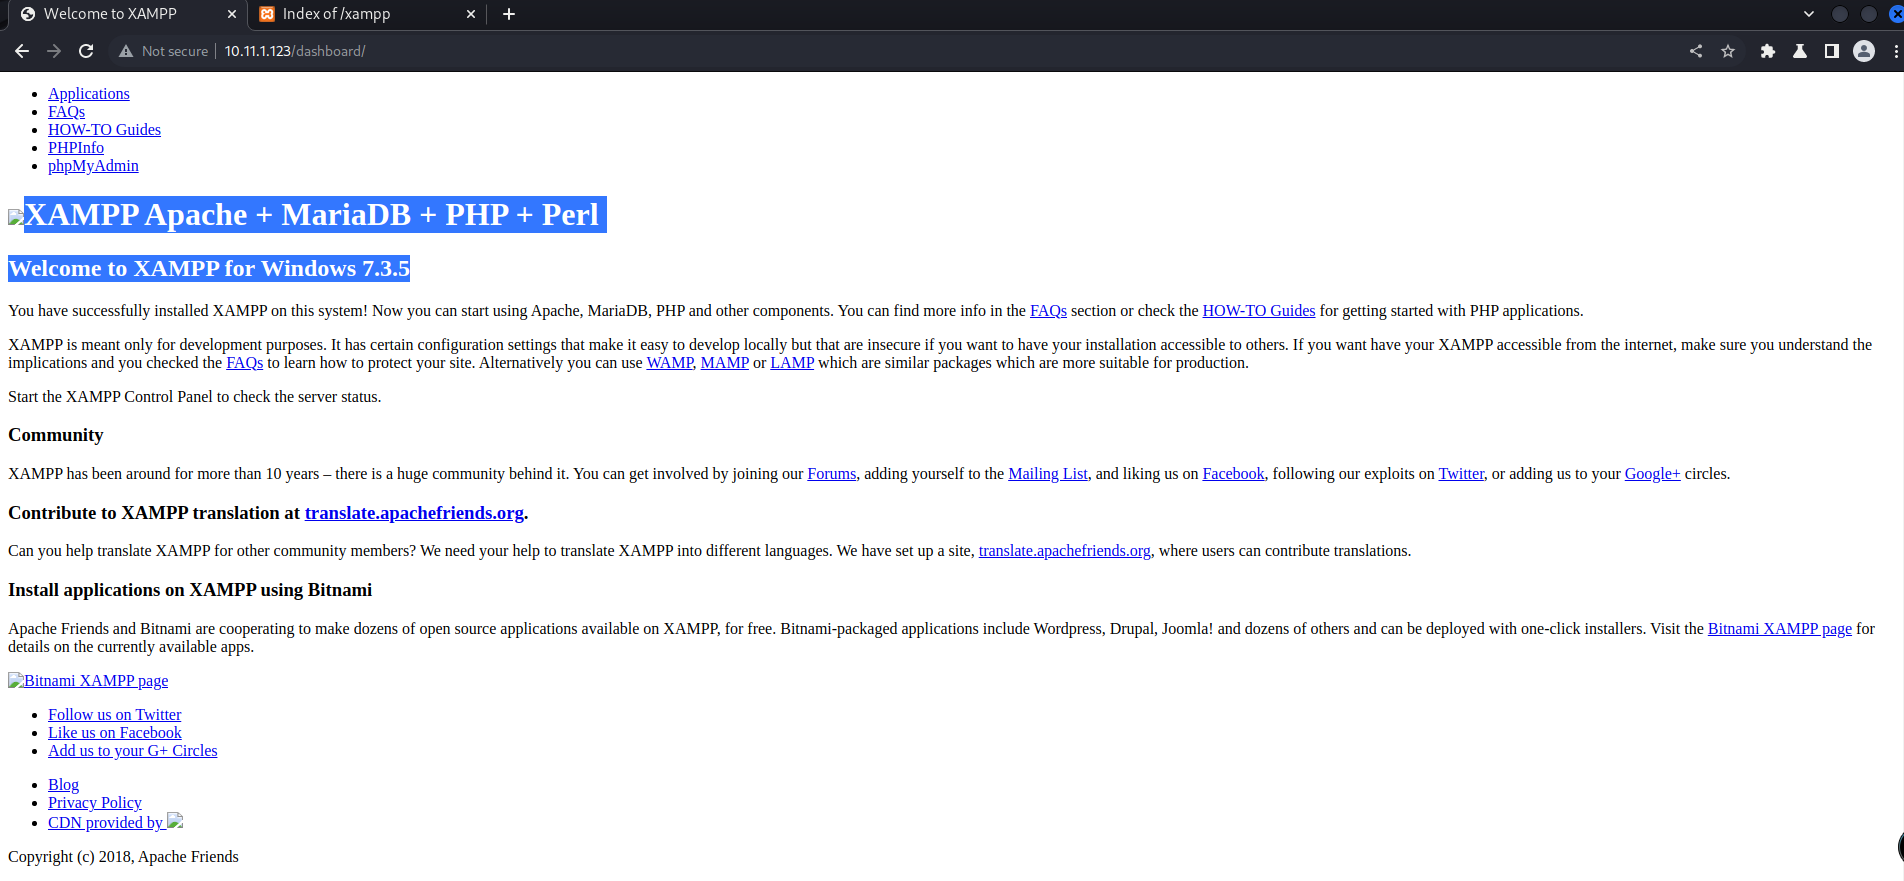 Welcome to XAMPP
Index of /xampp
Not secure
10.11.1.123/dashboard/
Applications
FAQs
HOW-TO Guides
PHPInfo
phpMyAdmin
XAMPP Apache + MariaDB + PHP + Perl
Welcome to XAMPP for Windows 7.3.5
You have successfully installed XAMPP on this system! Now you can start using Apache, MariaDB, PHP and other components. You can find more info in the FAQs section or check the HOW-TO Guides for getting started with PHP applications.
XAMPP is meant only for development purposes. It has certain configuration settings that make it easy to develop locally but that are insecure if you want to have your installation accessible to others. If you want have your XAMPP accessible from the internet, make sure you understand the
implications and you checked the FAQs to learn how to protect your site. Alternatively you can use WAMP, MAMP or LAMP which are similar packages which are more suitable for production.
Start the XAMPP Control Panel to check the server status.
Community
XAMPP has been around for more than 10 years – there is a huge community behind it. You can get involved by joining our Forums, adding yourself to the Mailing List, and liking us on Facebook, following our exploits on Twitter, or adding us to your Google+ circles.
Contribute to XAMPP translation at translate.apachefriends.org.
Can you help translate XAMPP for other community members? We need your help to translate XAMPP into different languages. We have set up a site, translate.apachefriends.org, where users can contribute translations.
Install applications on XAMPP using Bitnami
Apache Friends and Bitnami are cooperating to make dozens of open source applications available on XAMPP, for free. Bitnami-packaged applications include Wordpress, Drupal, Joomla! and dozens of others and can be deployed with one-click installers. Visit the Bitnami XAMPP page for
details on the currently available apps.
Bitnami XAMPP page
Follow us on Twitter
Like us on Facebook
Add us to your G+ Circles
Blog
Privacy Policy
CDN provided by
Copyright (c) 2018, Apache Friends